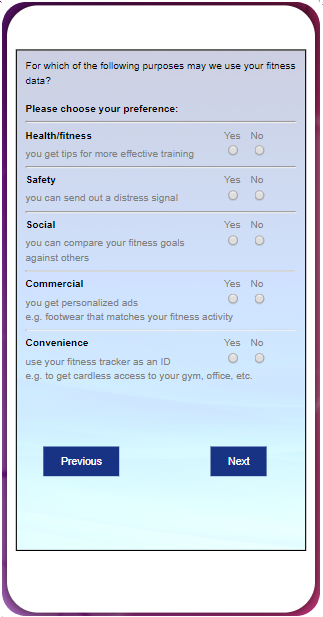 For which of the following purposes may we use your fitness
data?
Please choose your preference:
Health/fitness Yes No
you get tips for more effective training
Safety Yes No
you can send out a distress signal
Social Yes No
you can compare your fitness goals
against others
Commercial Yes No
you get personalized ads
e.g. footwear that matches your fitness activity
Convenience Yes No
use your fitness tracker as an ID
e.g. to get cardless access to your gym, office, etc.
Previous Next